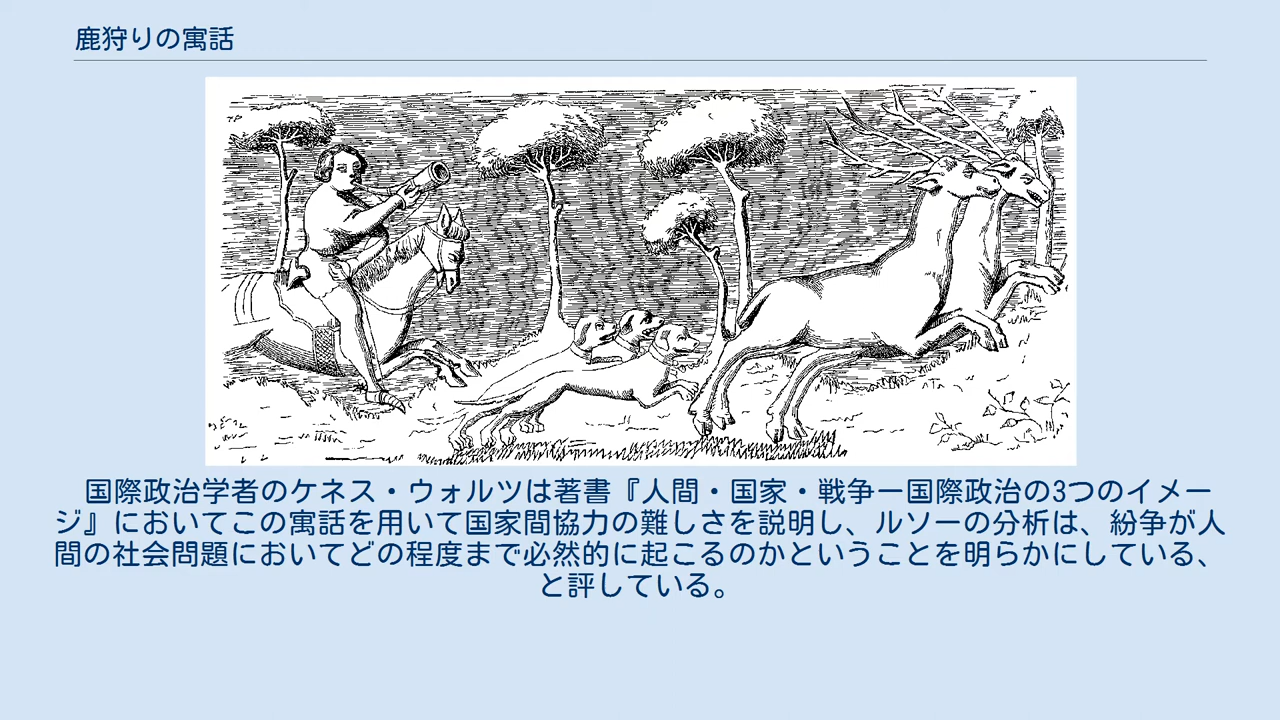 鹿狩りの寓話
国際政治学者のケネス・ウォルツは著書『人間・国家・戦争ー国際政治の3つのイメー
ジ』においてこの寓話を用いて国家間協力の難しさを説明し、ルソーの分析は、紛争が人
間の社会問題においてどの程度まで必然的に起こるのかということを明らかにしている、
と評している。